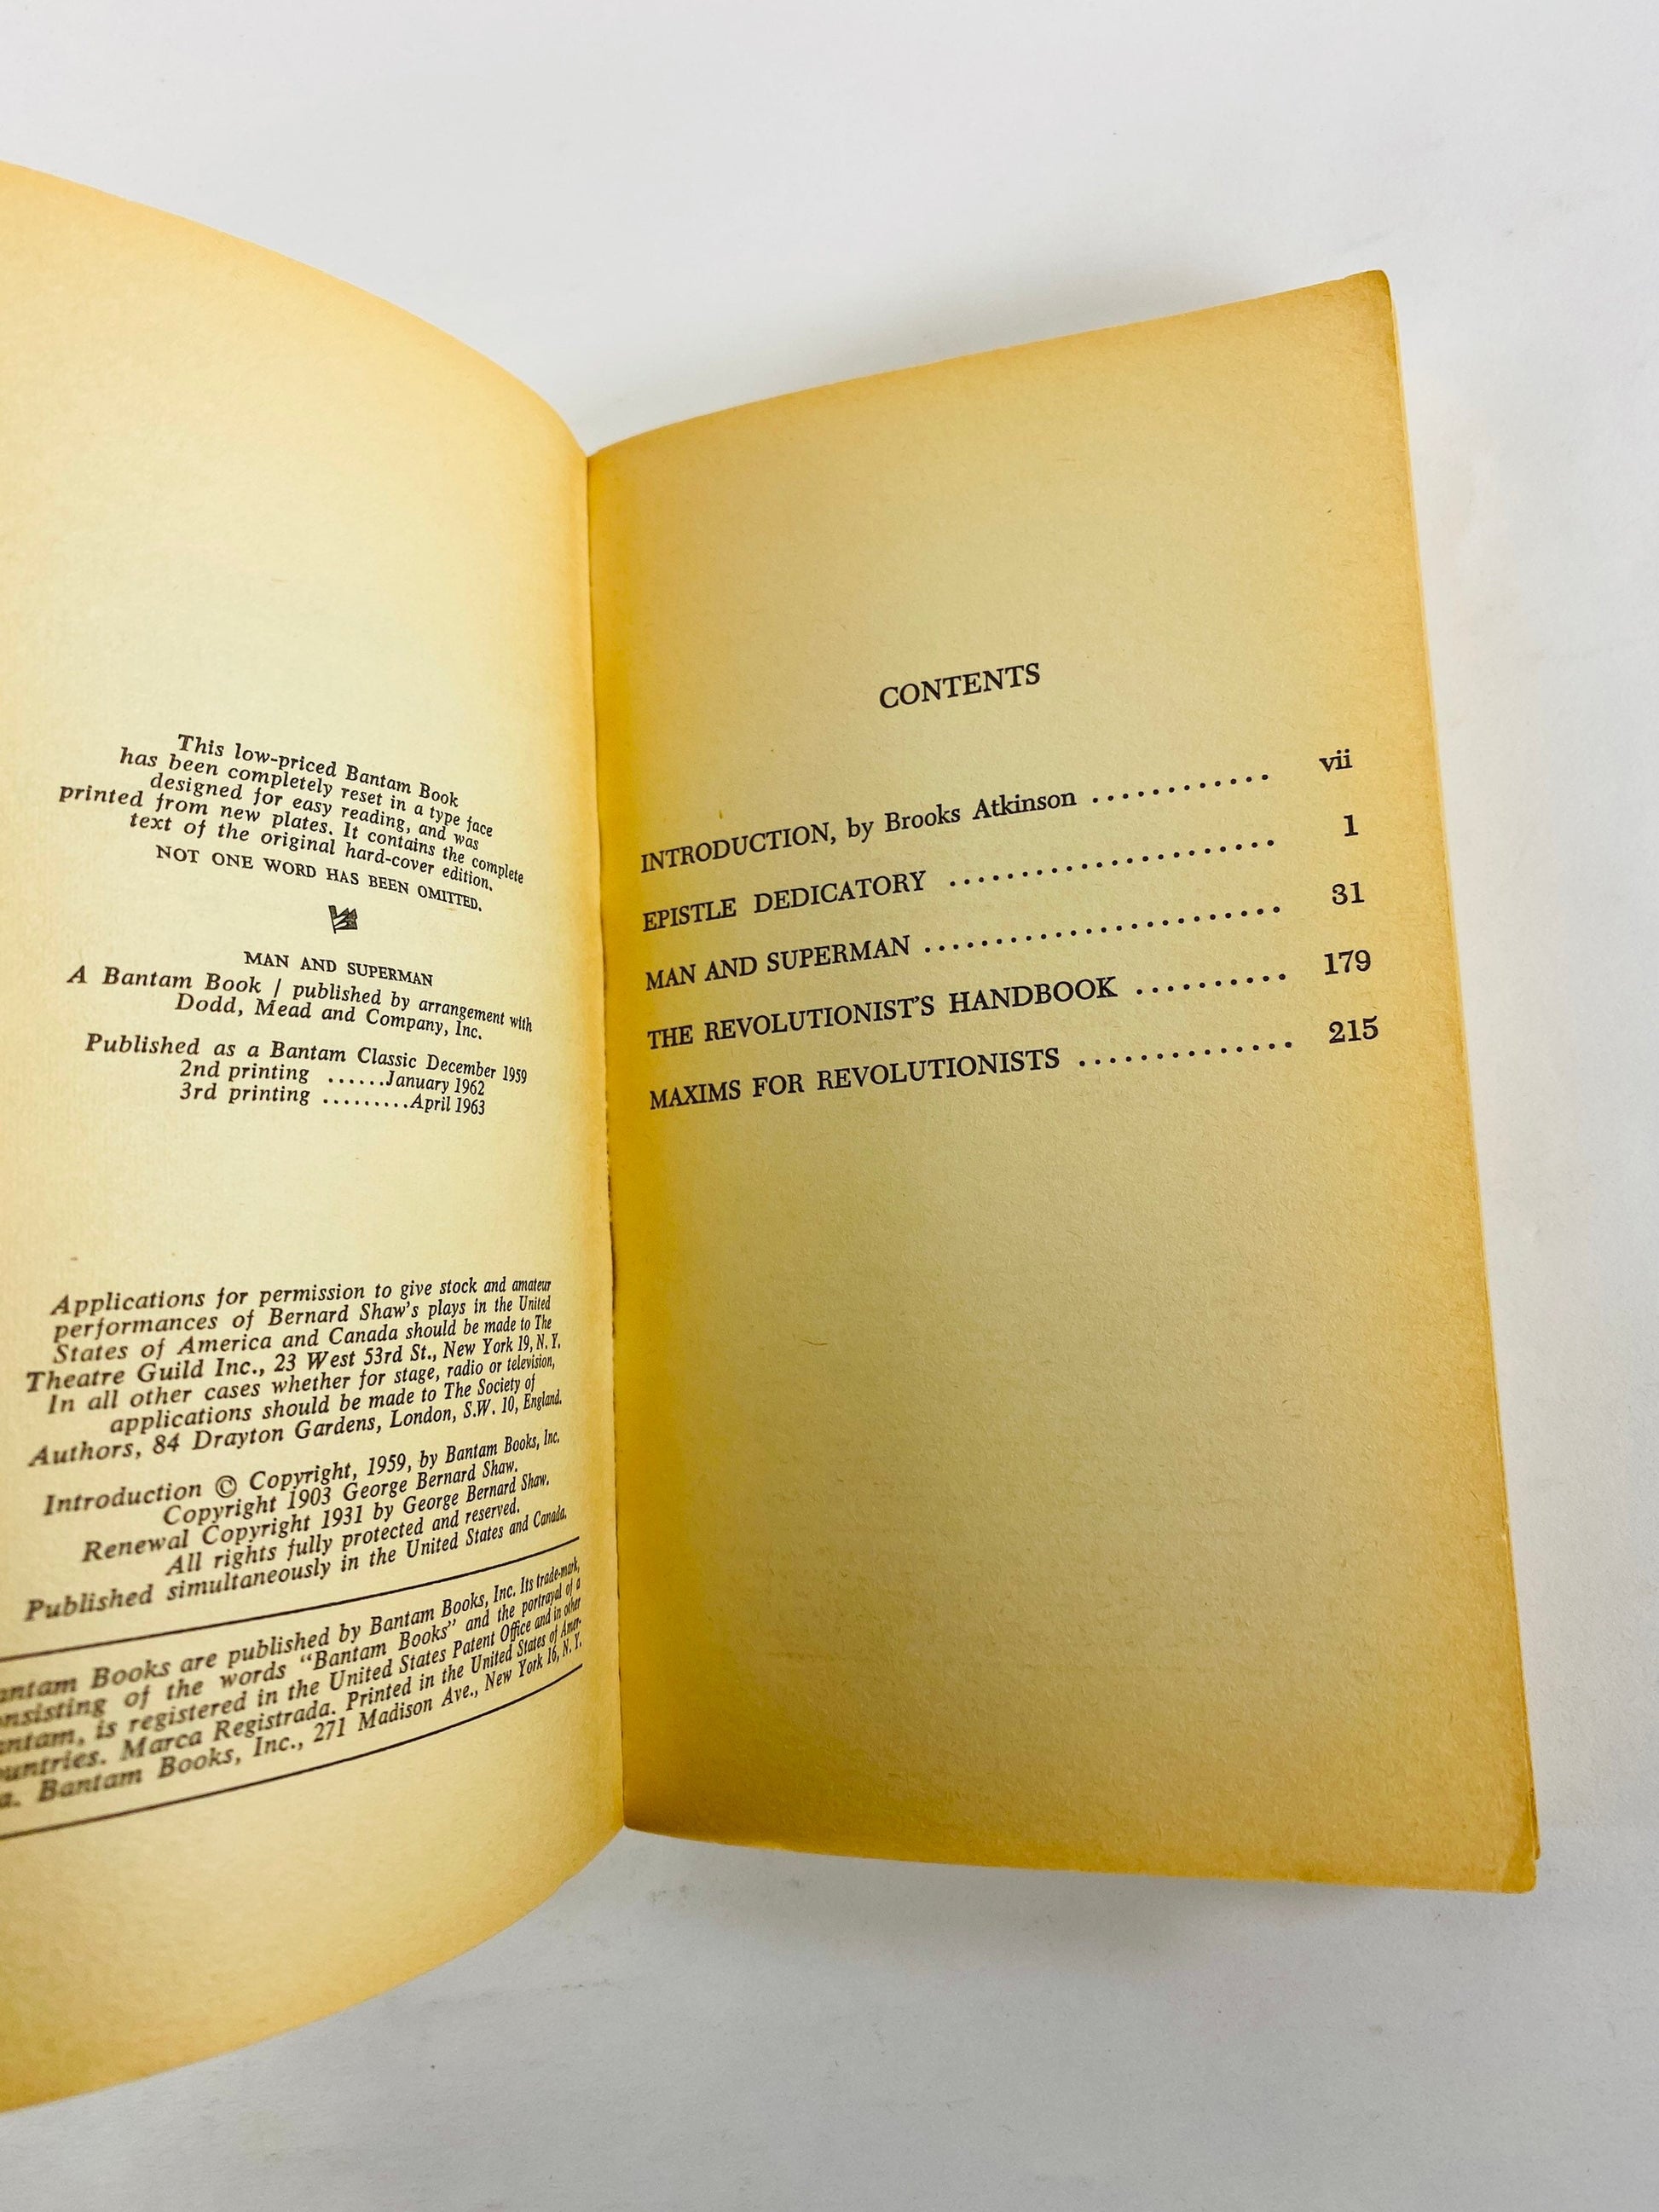 This low-priced Bantam Book
has been completely reset in a type face
designed for easy reading, and was
printed from new plates. It contains the complete
text of the original hard-cover edition.
NOT ONE WORD HAS BEEN OMITTED.
MAN AND SUPERMAN
A Bantam Book / published by arrangement with
Dodd, Mead and Company, Inc.
Published as a Bantam Classic December 1959
2nd printing ......January 1962
3rd printing .........April 1963
Applications for permission to give stock and amateur
performances of Bernard Shaw's plays in the United
States of America and Canada should be made to The
Theatre Guild Inc., 23 West 53rd St., New York 19, N. Y.
In all other cases whether for stage, radio or television,
applications should be made to The Society of
Authors, 84 Drayton Gardens, London, S.W. 10, England.
Introduction © Copyright, 1959, by Bantam Books, Inc.
Copyright 1903 George Bernard Shaw.
Renewal Copyright 1931 by George Bernard Shaw.
All rights fully protected and reserved.
Published simultaneously in the United States and Canada.
antam Books are published by Bantam Books, Inc. Its trade-mark,
onsisting of the words "Bantam Books" and the portrayal of a
antam, is registered in the United States Patent Office and in other
ountries. Marca Registrada. Printed in the United States of Amer-
a. Bantam Books, Inc., 271 Madison Ave., New York 16, N. Y.
CONTENTS
INTRODUCTION, by Brooks Atkinson ............ vii
EPISTLE DEDICATORY ....................... 1
MAN AND SUPERMAN ......................... 31
THE REVOLUTIONIST'S HANDBOOK ........... 179
MAXIMS FOR REVOLUTIONISTS ............... 215